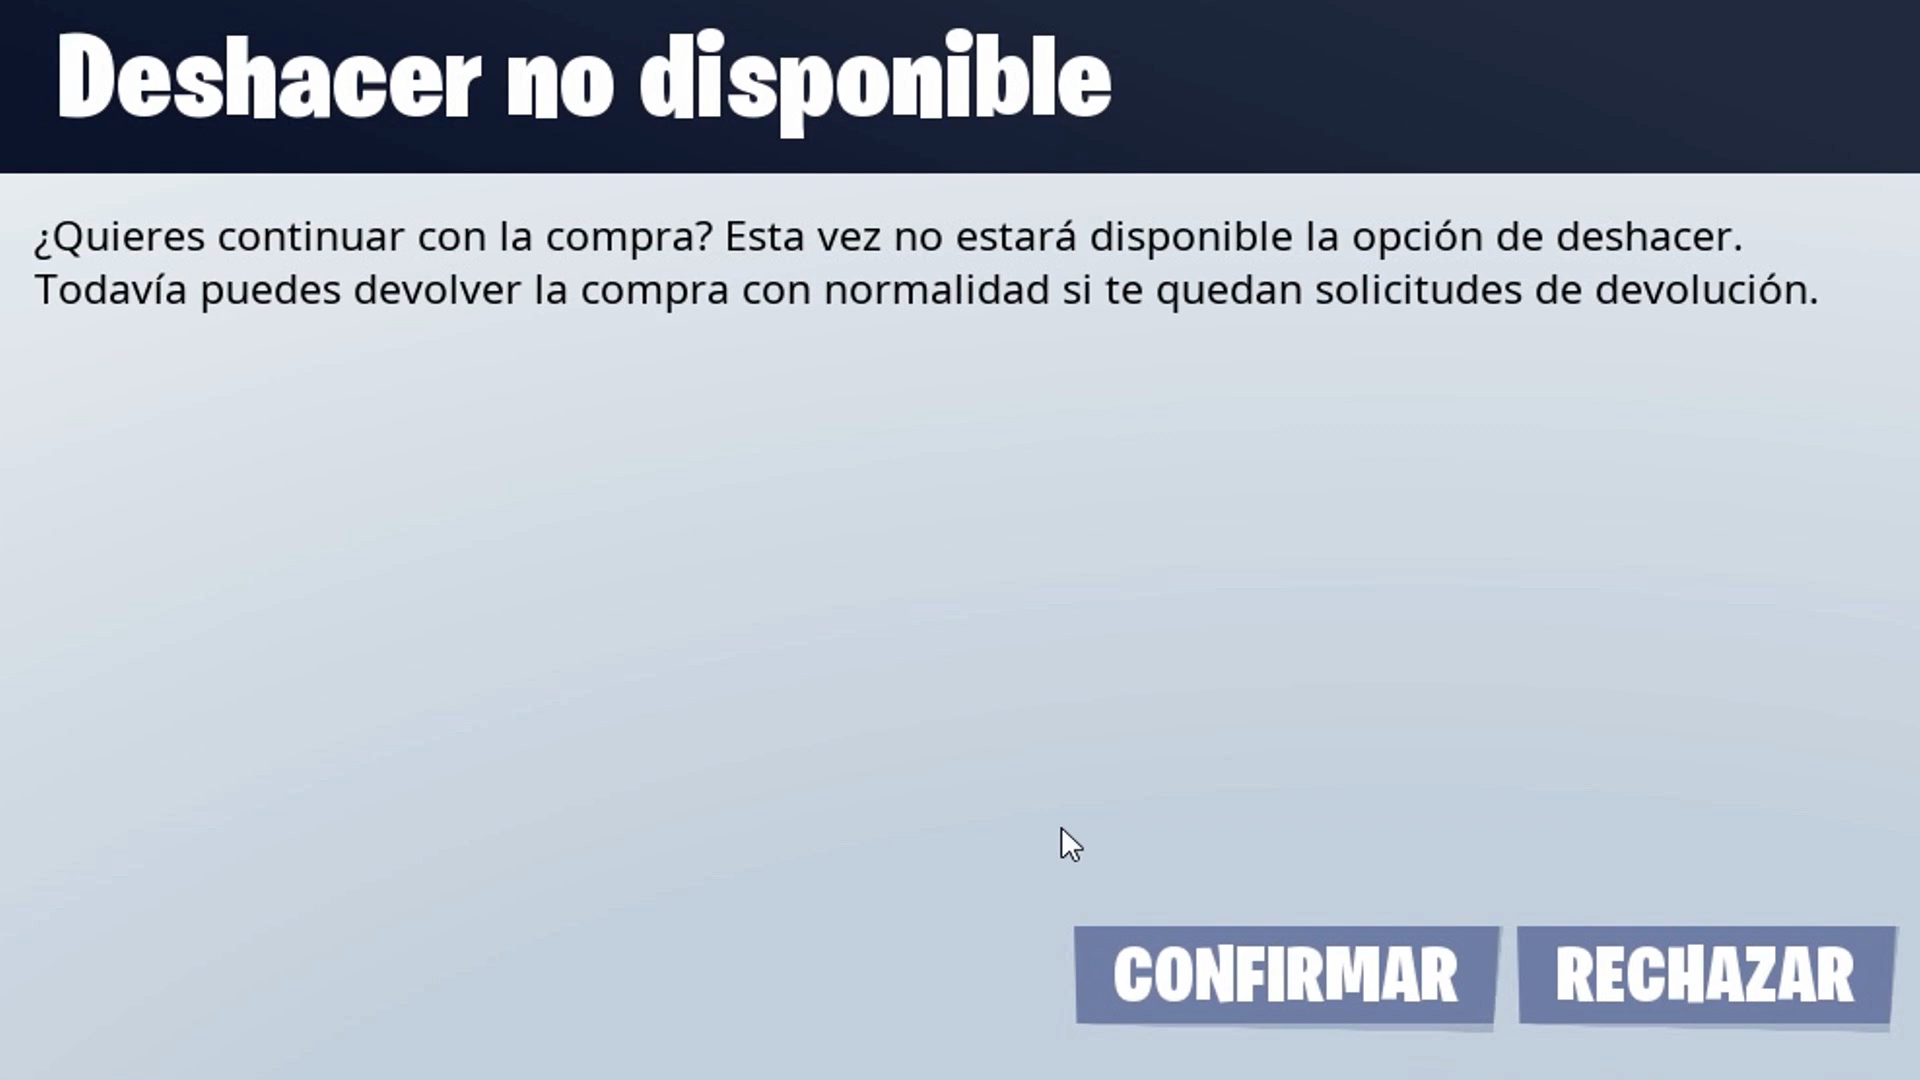 Deshacer no disponible
¿Quieres continuar con la compra? Esta vez no estará disponible la opción de deshacer.
Todavía puedes devolver la compra con normalidad si te quedan solicitudes de devolución.
CONFIRMAR
RECHAZAR